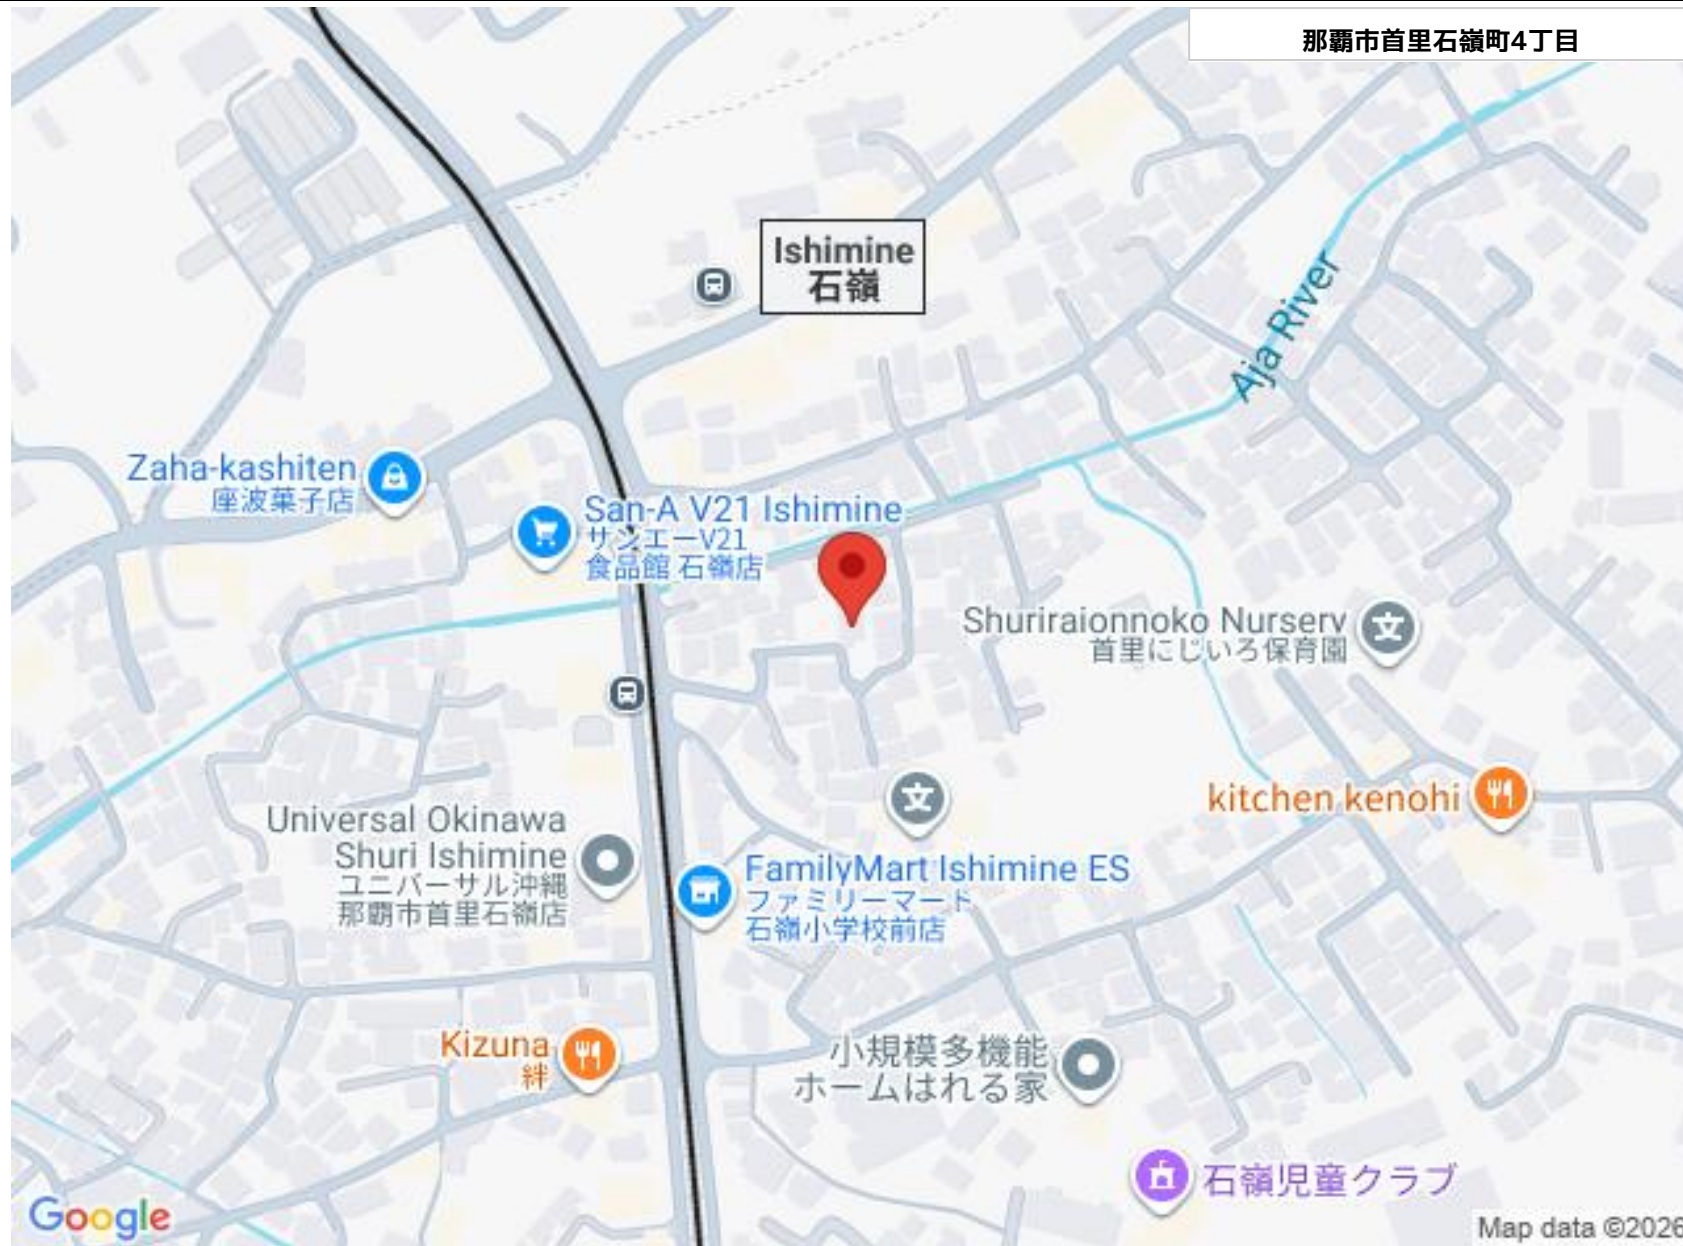 那覇市首里石嶺町4丁目
Ishimine
石嶺
Aja River
Zaha-kashiten
座波菓子店
San-A V21 Ishimine
サンエーV21
食品館 石嶺店
Shuriraionnoko Nurserv
首里にじいろ保育園
kitchen kenohi
Universal Okinawa
Shuri Ishimine
ユニバーサル沖縄
那覇市首里石嶺店
FamilyMart Ishimine ES
ファミリーマート
石嶺小学校前店
Kizuna
絆
小規模多機能
ホームはれる家
石嶺児童クラブ
Google
Map data ©2026
文
文